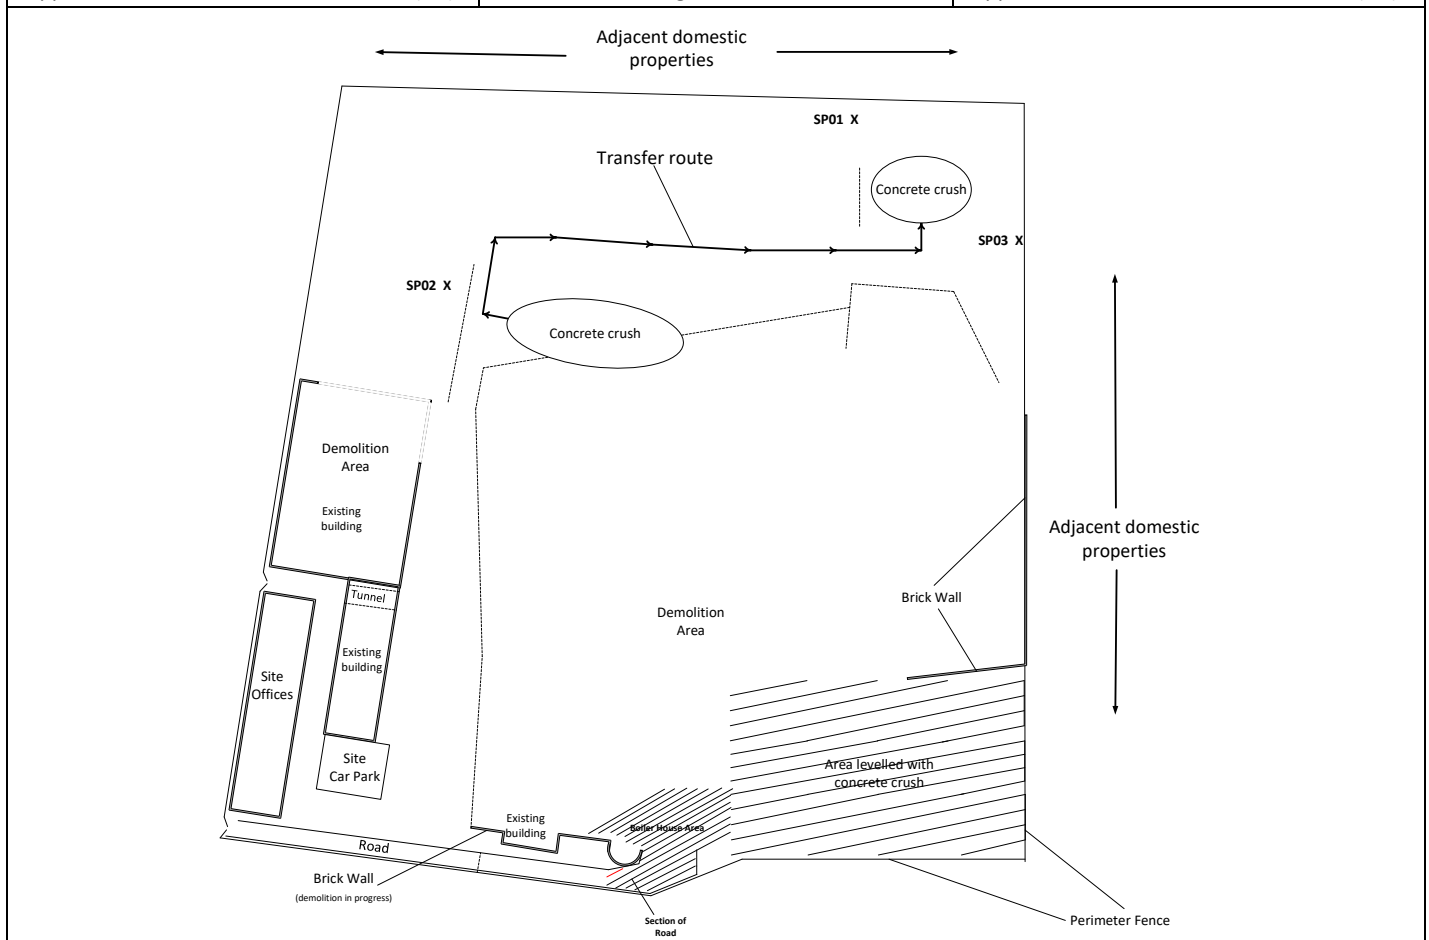 Adjacent domestic
properties
SP01 X
Transfer route
Concrete crush
SP03 X
SP02 X
Concrete crush
Demolition
Area
Existing
building
Adjacent domestic
properties
Tunnel
Brick Wall
Demolition
Area
Existing
building
Site
Offices
Site
Car Park
Area levelled with
concrete crush
Existing
building
Boiler House Area
Road
Brick Wall
(demolition in progress)
Section of
Road
Perimeter Fence